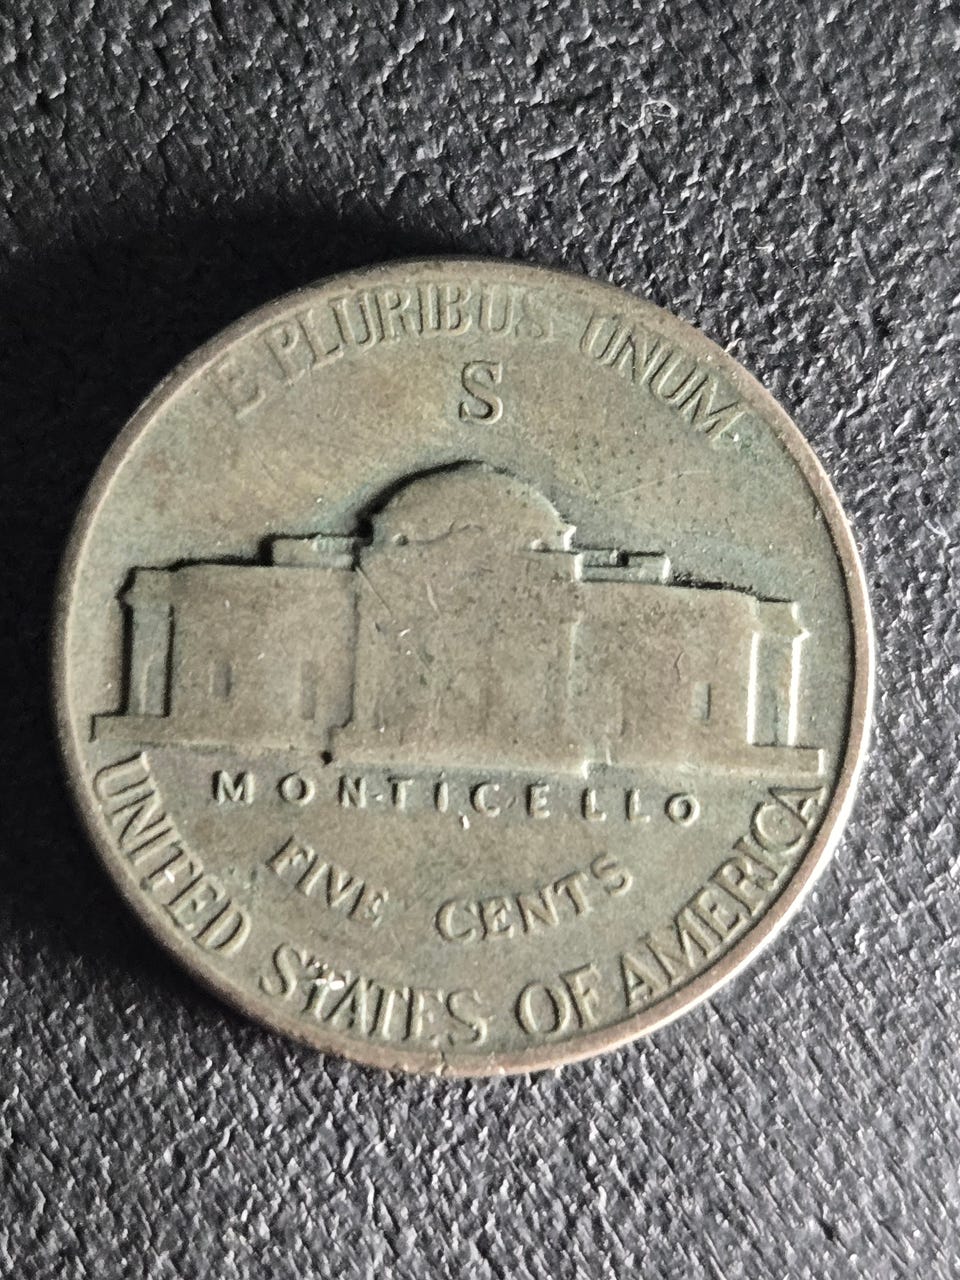 E PLURIBUS UNUM
S
MONTICELLO
FIVE CENTS
UNITED STATES OF AMERICA